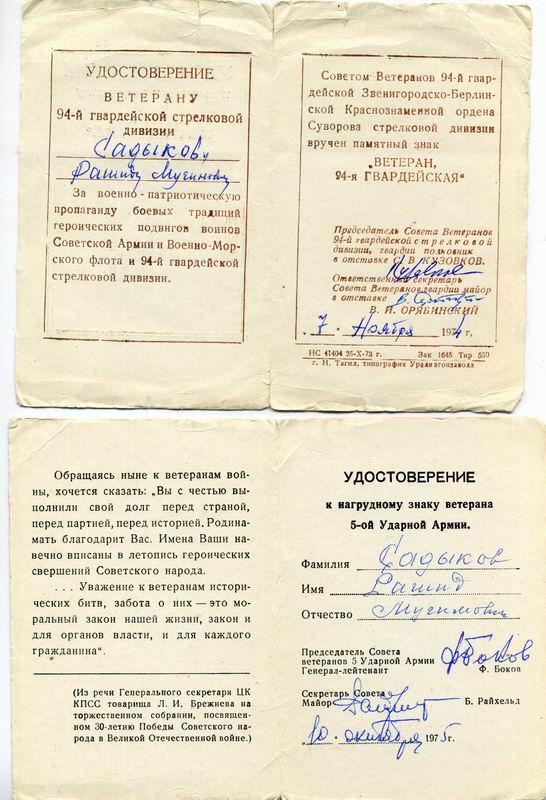 УДОСТОВЕРЕНИЕ
ВЕТЕРАНУ
94-й гвардейской стрелковой
дивизии
Садыкову
Рашиду
За военно-патриотическую
пропаганду боевых традиций
героических подвигов воинов
Советской Армии и Военно-Мор-
ского флота и 94-й гвардейской
стрелковой дивизии.
Советом Ветеранов 94-й гвар-
дейской Звенигородско-Берлин-
ской Краснознаменной ордена
Суворова стрелковой дивизии
вручен памятный знак
„ВЕТЕРАН,
94-я ГВАРДЕЙСКАЯ“
Председатель Совета Ветеранов
94-й гвардейской стрелковой
дивизии, гвардии полковник
в отставке Г. В. КУЗОВКОВ.
Ответственный секретарь
Совета Ветеранов гвардии майор
в отставке
В. И. ОРЯБИНСКИЙ
7 · Ноября 1974 г.
НС 41404 25-X-73 г. Зак 1645 Тир 550
г. Н. Тагил, типография Уралвагонзавода
Обращаясь ныне к ветеранам вой-
ны, хочется сказать: „Вы с честью вы-
полнили свой долг перед страной,
перед партией, перед историей. Родина-
мать благодарит Вас. Имена Ваши на-
вечно вписаны в летопись героических
свершений Советского народа.
. . . Уважение к ветеранам истори-
ческих битв, забота о них — это мо-
ральный закон нашей жизни, закон и
для органов власти, и для каждого
гражданина“.
(Из речи Генерального секретаря ЦК
КПСС товарища Л. И. Брежнева на
торжественном собрании, посвящен-
ном 30-летию Победы Советского на-
рода в Великой Отечественной войне.)
УДОСТОВЕРЕНИЕ
к нагрудному знаку ветерана
5-ой Ударной Армии.
Фамилия Садыков
Имя Рашид
Отчество
Председатель Совета
ветеранов 5 Ударной Армии
Генерал-лейтенант Ф. Боков
Секретарь Совета
Майор Б. Райхельд
10 · октября 1975 г.